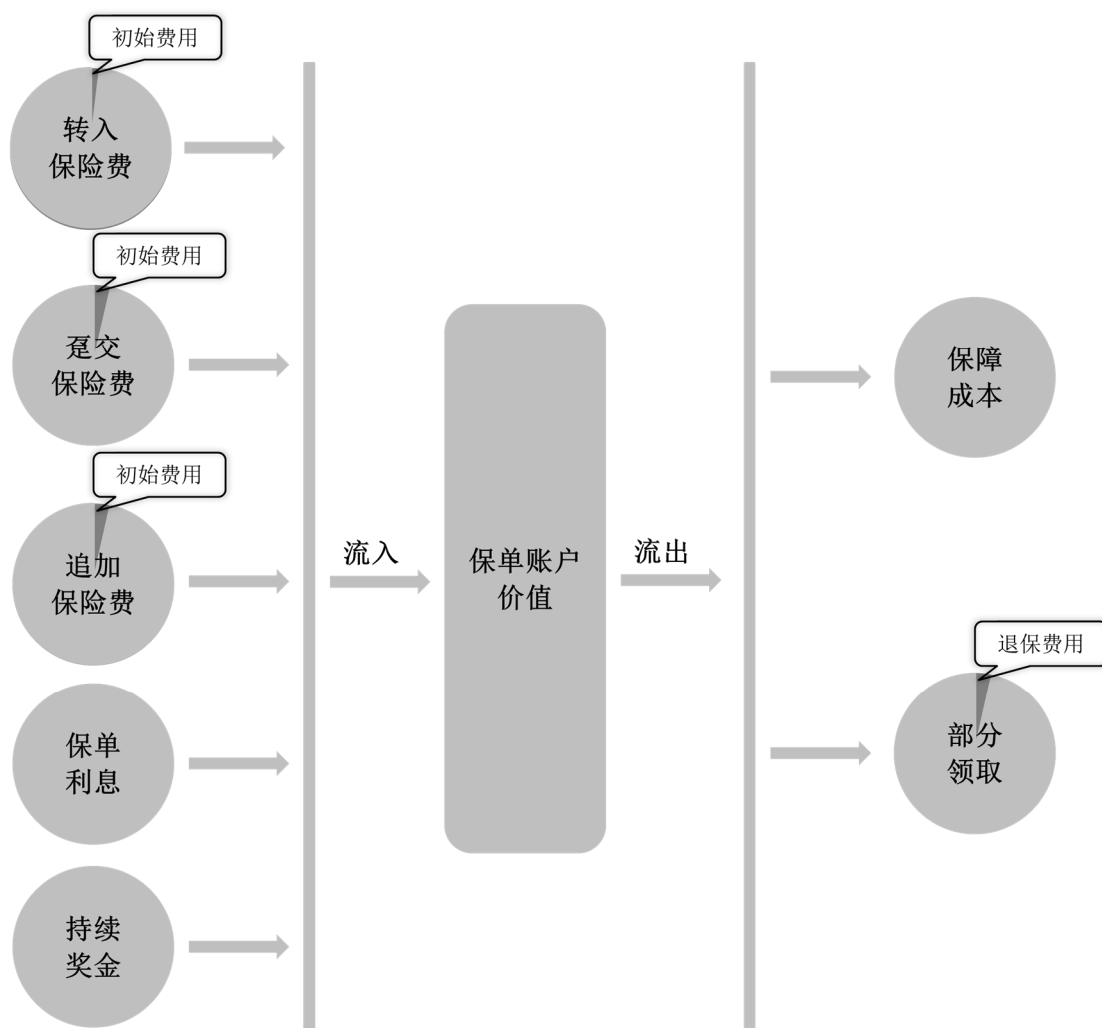 初始费用
转入
保险费
初始费用
趸交
保险费
初始费用
追加
保险费
保单
利息
持续
奖金
流入
保单账户
价值
流出
保障
成本
退保费用
部分
领取